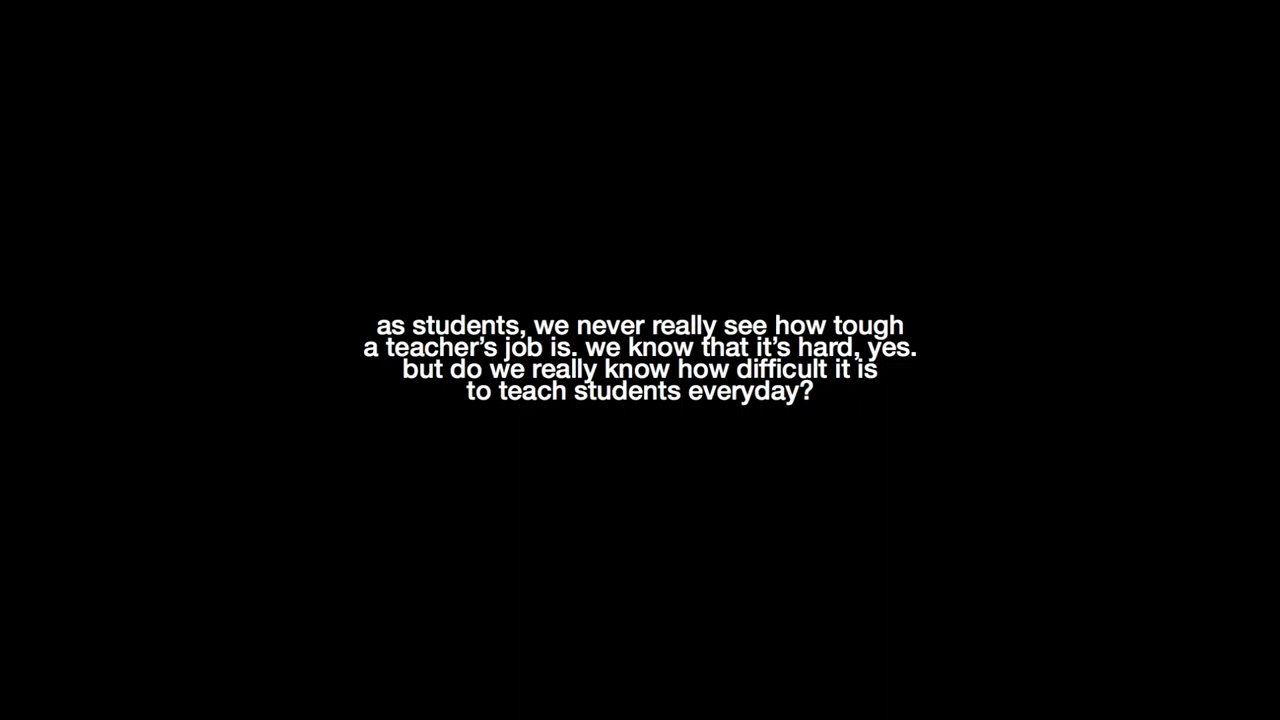 as students, we never really see how tough
a teacher’s job is. we know that it’s hard, yes.
but do we really know how difficult it is
to teach students everyday?